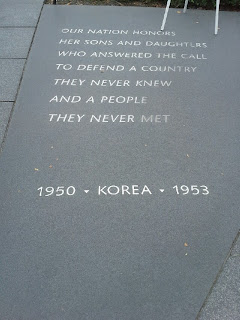 OUR NATION HONORS
HER SONS AND DAUGHTERS
WHO ANSWERED THE CALL
TO DEFEND A COUNTRY
THEY NEVER KNEW
AND A PEOPLE
THEY NEVER MET
1950 • KOREA • 1953